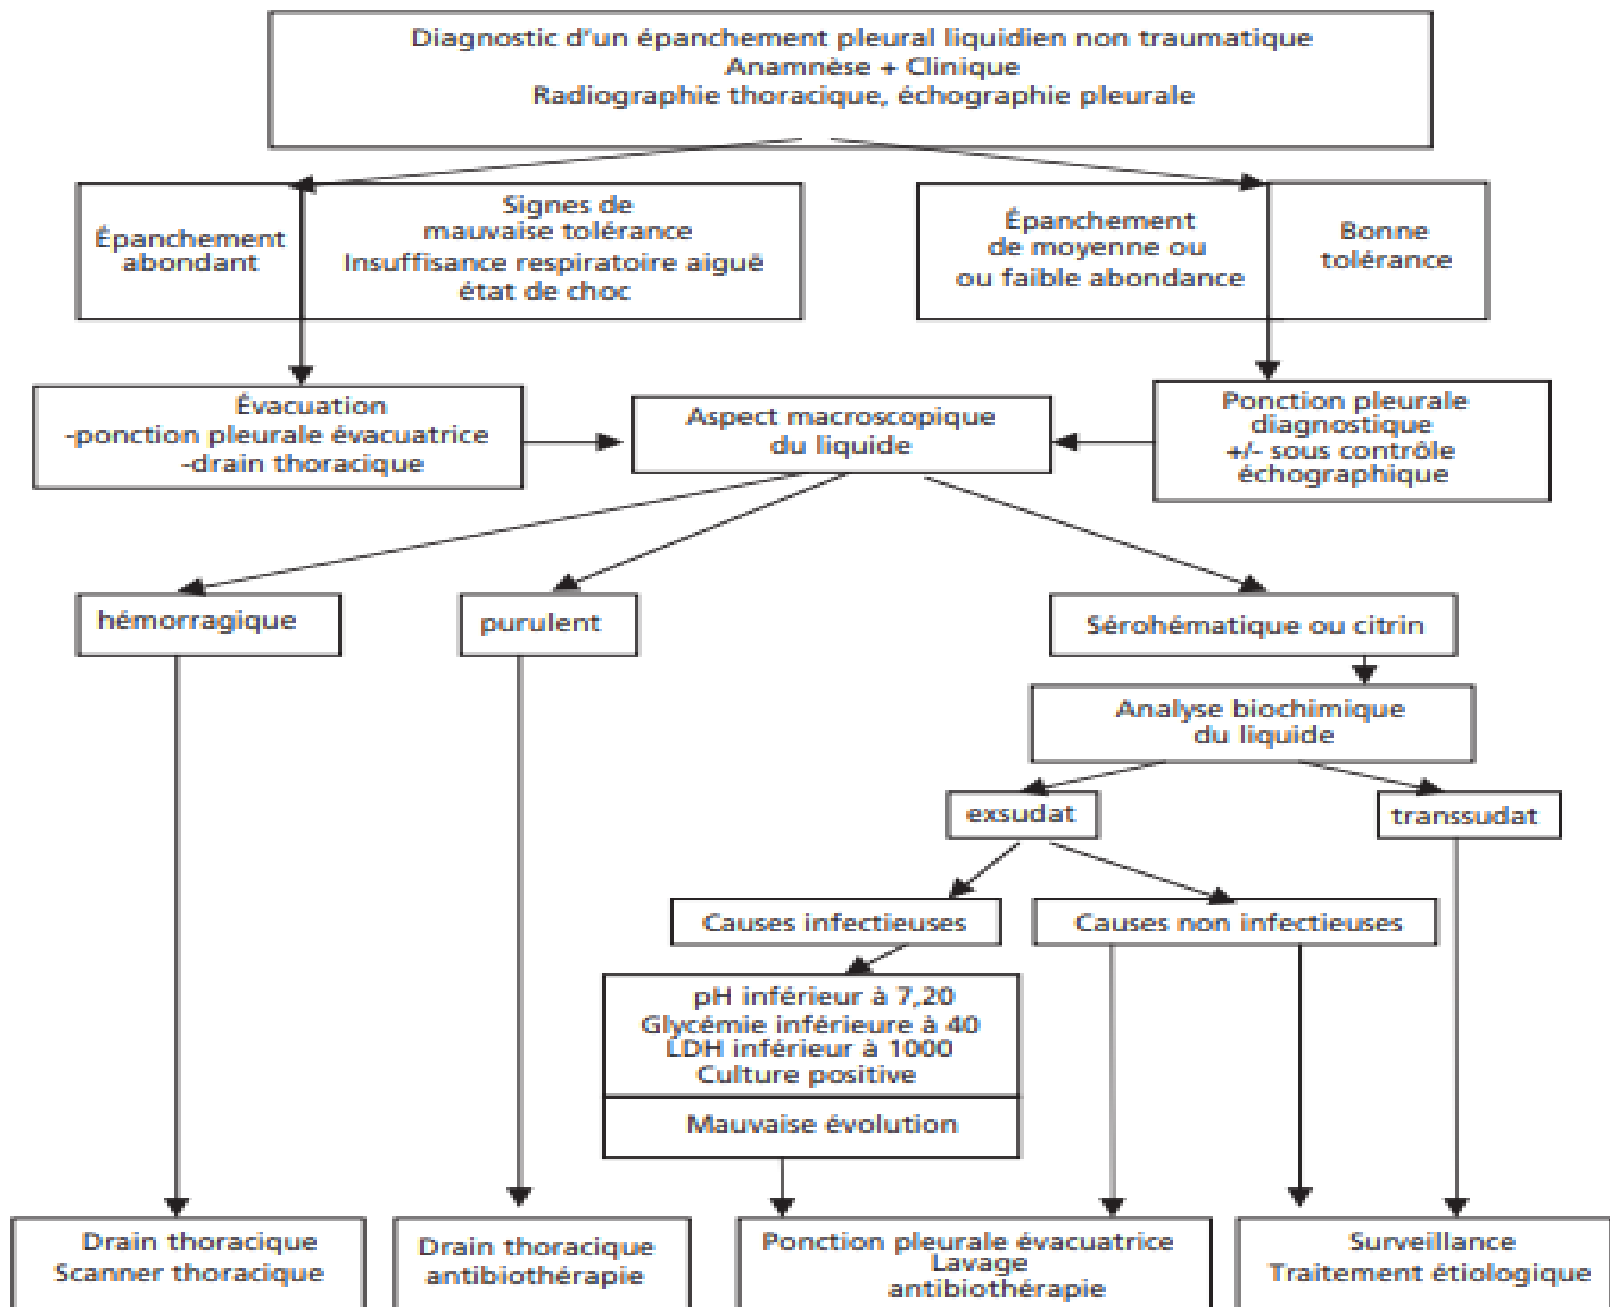 Diagnostic d'un épanchement pleural liquidien non traumatique
Anamnèse + Clinique
Radiographie thoracique, échographie pleurale
Épanchement
abondant
Signes de
mauvaise tolérance
Insuffisance respiratoire aiguë
état de choc
Épanchement
de moyenne ou
ou faible abondance
Bonne
tolérance
Évacuation
-ponction pleurale évacuatrice
-drain thoracique
Aspect macroscopique
du liquide
Ponction pleurale
diagnostique
+/- sous contrôle
échographique
hémorragique
purulent
Sérohématique ou citrin
Analyse biochimique
du liquide
exsudat
transsudat
Causes infectieuses
Causes non infectieuses
pH inférieur à 7,20
Glycémie inférieure à 40
LDH inférieur à 1000
Culture positive
Mauvaise évolution
Drain thoracique
Scanner thoracique
Drain thoracique
antibiothérapie
Ponction pleurale évacuatrice
Lavage
antibiothérapie
Surveillance
Traitement étiologique